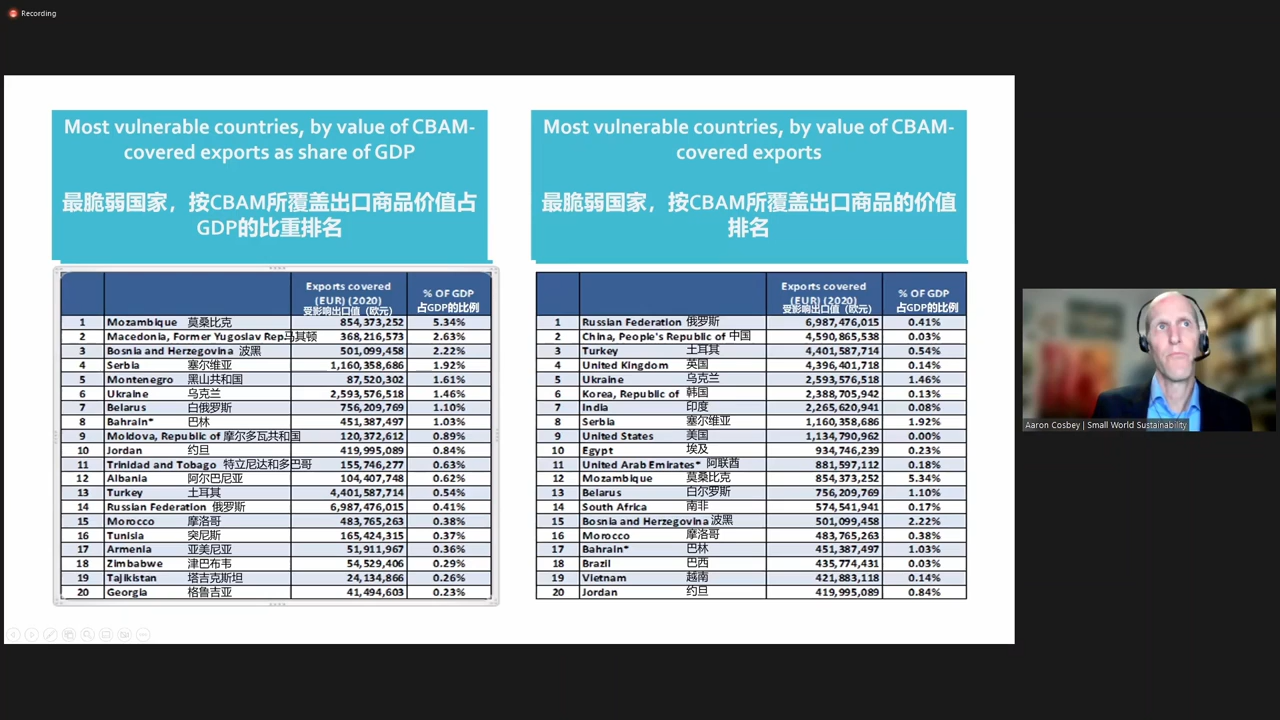 Recording
Most vulnerable countries, by value of CBAM-
covered exports as share of GDP
最脆弱国家，按CBAM所覆盖出口商品价值占
GDP的比重排名
Exports covered
(EUR) (2020)
受影响出口值（欧元）
% OF GDP
占GDP的比例
1 Mozambique 莫桑比克 854,373,252 5.34%
2 Macedonia, Former Yugoslav Rep马其顿 368,216,573 2.63%
3 Bosnia and Herzegovina 波黑 501,099,458 2.22%
4 Serbia 塞尔维亚 1,160,358,686 1.92%
5 Montenegro 黑山共和国 87,520,302 1.61%
6 Ukraine 乌克兰 2,593,576,518 1.46%
7 Belarus 白俄罗斯 756,209,769 1.10%
8 Bahrain* 巴林 451,387,497 1.03%
9 Moldova, Republic of 摩尔多瓦共和国 120,372,612 0.89%
10 Jordan 约旦 419,995,089 0.84%
11 Trinidad and Tobago 特立尼达和多巴哥 155,746,277 0.63%
12 Albania 阿尔巴尼亚 104,407,748 0.62%
13 Turkey 土耳其 4,401,587,714 0.54%
14 Russian Federation 俄罗斯 6,987,476,015 0.41%
15 Morocco 摩洛哥 483,765,263 0.38%
16 Tunisia 突尼斯 165,424,315 0.37%
17 Armenia 亚美尼亚 51,911,967 0.36%
18 Zimbabwe 津巴布韦 54,529,406 0.29%
19 Tajikistan 塔吉克斯坦 24,134,866 0.26%
20 Georgia 格鲁吉亚 41,494,603 0.23%
Most vulnerable countries, by value of CBAM-
covered exports
最脆弱国家，按CBAM所覆盖出口商品的价值
排名
Exports covered
(EUR) (2020)
受影响出口值（欧元）
% OF GDP
占GDP的比例
1 Russian Federation 俄罗斯 6,987,476,015 0.41%
2 China, People's Republic of 中国 4,590,865,538 0.03%
3 Turkey 土耳其 4,401,587,714 0.54%
4 United Kingdom 英国 4,396,401,718 0.14%
5 Ukraine 乌克兰 2,593,576,518 1.46%
6 Korea, Republic of 韩国 2,388,705,942 0.13%
7 India 印度 2,265,620,941 0.08%
8 Serbia 塞尔维亚 1,160,358,686 1.92%
9 United States 美国 1,134,790,962 0.00%
10 Egypt 埃及 934,746,239 0.23%
11 United Arab Emirates* 阿联酋 881,597,112 0.18%
12 Mozambique 莫桑比克 854,373,252 5.34%
13 Belarus 白尔罗斯 756,209,769 1.10%
14 South Africa 南非 574,541,941 0.17%
15 Bosnia and Herzegovina 波黑 501,099,458 2.22%
16 Morocco 摩洛哥 483,765,263 0.38%
17 Bahrain* 巴林 451,387,497 1.03%
18 Brazil 巴西 435,774,431 0.03%
19 Vietnam 越南 421,883,118 0.14%
20 Jordan 约旦 419,995,089 0.84%
Aaron Cosbey | Small World Sustainability